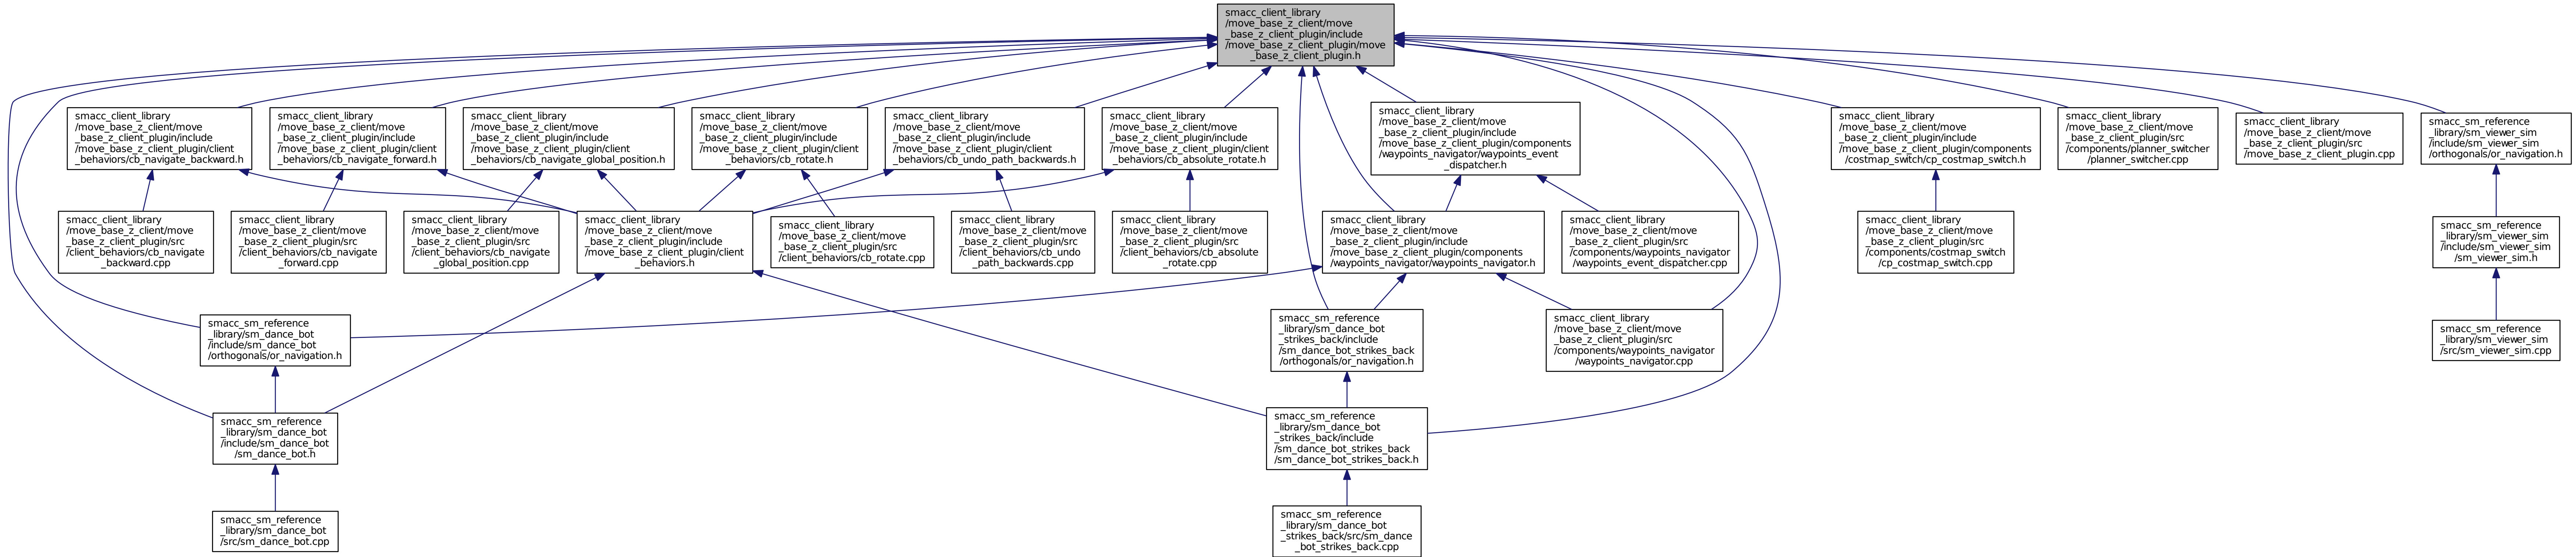 smacc_client_library
/move_base_z_client/move
_base_z_client_plugin/include
/move_base_z_client_plugin/move
_base_z_client_plugin.h
smacc_client_library
/move_base_z_client/move
_base_z_client_plugin/include
/move_base_z_client_plugin/client
_behaviors/cb_navigate_backward.h
smacc_client_library
/move_base_z_client/move
_base_z_client_plugin/include
/move_base_z_client_plugin/client
_behaviors/cb_navigate_forward.h
smacc_client_library
/move_base_z_client/move
_base_z_client_plugin/include
/move_base_z_client_plugin/client
_behaviors/cb_navigate_global_position.h
smacc_client_library
/move_base_z_client/move
_base_z_client_plugin/include
/move_base_z_client_plugin/client
_behaviors/cb_rotate.h
smacc_client_library
/move_base_z_client/move
_base_z_client_plugin/include
/move_base_z_client_plugin/client
_behaviors/cb_undo_path_backwards.h
smacc_client_library
/move_base_z_client/move
_base_z_client_plugin/include
/move_base_z_client_plugin/client
_behaviors/cb_absolute_rotate.h
smacc_client_library
/move_base_z_client/move
_base_z_client_plugin/include
/move_base_z_client_plugin/components
/waypoints_navigator/waypoints_event
_dispatcher.h
smacc_client_library
/move_base_z_client/move
_base_z_client_plugin/include
/move_base_z_client_plugin/components
/costmap_switch/cp_costmap_switch.h
smacc_client_library
/move_base_z_client/move
_base_z_client_plugin/src
/components/planner_switcher
/planner_switcher.cpp
smacc_client_library
/move_base_z_client/move
_base_z_client_plugin/src
/move_base_z_client_plugin.cpp
smacc_sm_reference
_library/sm_viewer_sim
/include/sm_viewer_sim
/orthogonals/or_navigation.h
smacc_client_library
/move_base_z_client/move
_base_z_client_plugin/src
/client_behaviors/cb_navigate
_backward.cpp
smacc_client_library
/move_base_z_client/move
_base_z_client_plugin/src
/client_behaviors/cb_navigate
_forward.cpp
smacc_client_library
/move_base_z_client/move
_base_z_client_plugin/src
/client_behaviors/cb_navigate
_global_position.cpp
smacc_client_library
/move_base_z_client/move
_base_z_client_plugin/include
/move_base_z_client_plugin/client
_behaviors.h
smacc_client_library
/move_base_z_client/move
_base_z_client_plugin/src
/client_behaviors/cb_rotate.cpp
smacc_client_library
/move_base_z_client/move
_base_z_client_plugin/src
/client_behaviors/cb_undo
_path_backwards.cpp
smacc_client_library
/move_base_z_client/move
_base_z_client_plugin/src
/client_behaviors/cb_absolute
_rotate.cpp
smacc_client_library
/move_base_z_client/move
_base_z_client_plugin/include
/move_base_z_client_plugin/components
/waypoints_navigator/waypoints_navigator.h
smacc_client_library
/move_base_z_client/move
_base_z_client_plugin/src
/components/waypoints_navigator
/waypoints_event_dispatcher.cpp
smacc_client_library
/move_base_z_client/move
_base_z_client_plugin/src
/components/costmap_switch
/cp_costmap_switch.cpp
smacc_sm_reference
_library/sm_viewer_sim
/include/sm_viewer_sim
/sm_viewer_sim.h
smacc_sm_reference
_library/sm_dance_bot
/include/sm_dance_bot
/orthogonals/or_navigation.h
smacc_sm_reference
_library/sm_dance_bot
_strikes_back/include
/sm_dance_bot_strikes_back
/orthogonals/or_navigation.h
smacc_client_library
/move_base_z_client/move
_base_z_client_plugin/src
/components/waypoints_navigator
/waypoints_navigator.cpp
smacc_sm_reference
_library/sm_viewer_sim
/src/sm_viewer_sim.cpp
smacc_sm_reference
_library/sm_dance_bot
/include/sm_dance_bot
/sm_dance_bot.h
smacc_sm_reference
_library/sm_dance_bot
_strikes_back/include
/sm_dance_bot_strikes_back
/sm_dance_bot_strikes_back.h
smacc_sm_reference
_library/sm_dance_bot
/src/sm_dance_bot.cpp
smacc_sm_reference
_library/sm_dance_bot
_strikes_back/src/sm_dance
_bot_strikes_back.cpp